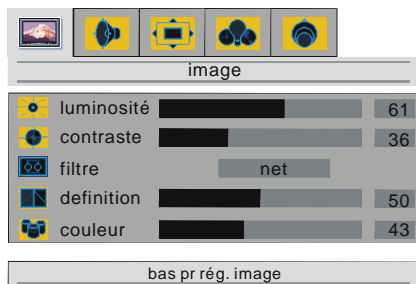 image
luminosité 61
contraste 36
filtre net
definition 50
couleur 43
bas pr rég. image